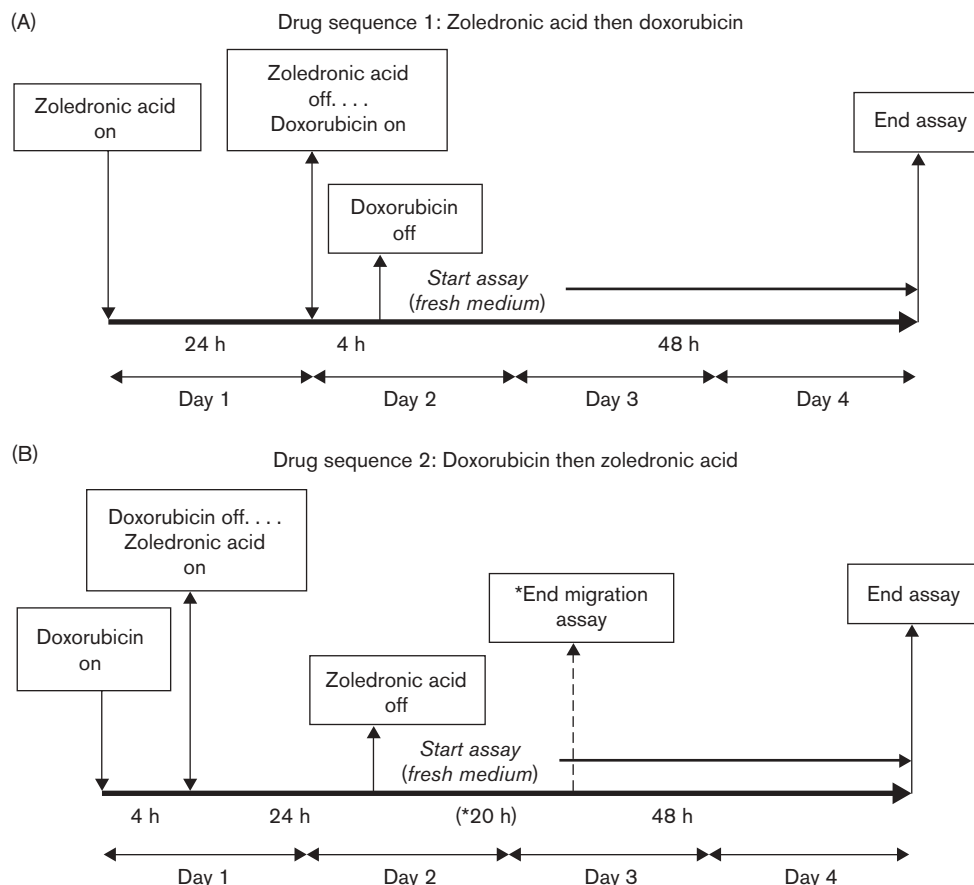 (A)
Drug sequence 1: Zoledronic acid then doxorubicin
Zoledronic acid
on
Zoledronic acid
off. . . .
Doxorubicin on
End assay
Doxorubicin
off
Start assay
(fresh medium)
24 h
4 h
48 h
Day 1
Day 2
Day 3
Day 4
(B)
Drug sequence 2: Doxorubicin then zoledronic acid
Doxorubicin off. . . .
Zoledronic acid
on
Doxorubicin
on
*End migration
assay
End assay
Zoledronic acid
off
Start assay
(fresh medium)
4 h
24 h
(*20 h)
48 h
Day 1
Day 2
Day 3
Day 4